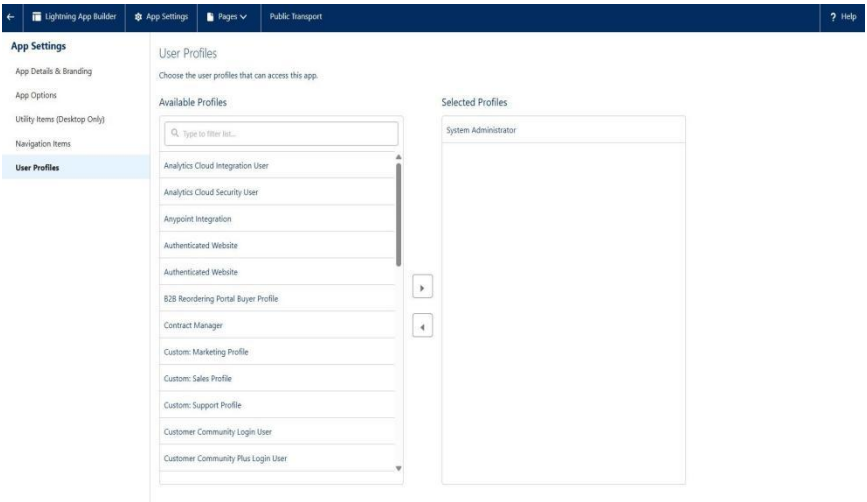 Lightning App Builder App Settings Pages Public Transport ? Help
App Settings
App Details & Branding
App Options
Utility Items (Desktop Only)
Navigation Items
User Profiles
User Profiles
Choose the user profiles that can access this app.
Available Profiles
Type to filter list...
Analytics Cloud Integration User
Analytics Cloud Security User
Anypoint Integration
Authenticated Website
Authenticated Website
B2B Reordering Portal Buyer Profile
Contract Manager
Custom: Marketing Profile
Custom: Sales Profile
Custom: Support Profile
Customer Community Login User
Customer Community Plus Login User
Selected Profiles
System Administrator